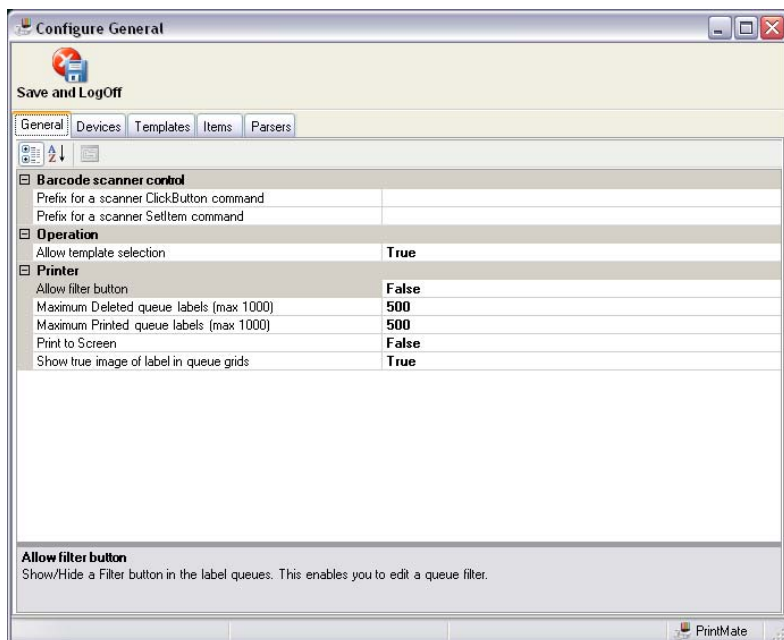 Configure General
Save and LogOff
General Devices Templates Items Parsers
Barcode scanner control
Prefix for a scanner ClickButton command
Prefix for a scanner SetItem command
Operation
Allow template selection True
Printer
Allow filter button False
Maximum Deleted queue labels (max 1000) 500
Maximum Printed queue labels (max 1000) 500
Print to Screen False
Show true image of label in queue grids True
Allow filter button
Show/Hide a Filter button in the label queues. This enables you to edit a queue filter.
PrintMate